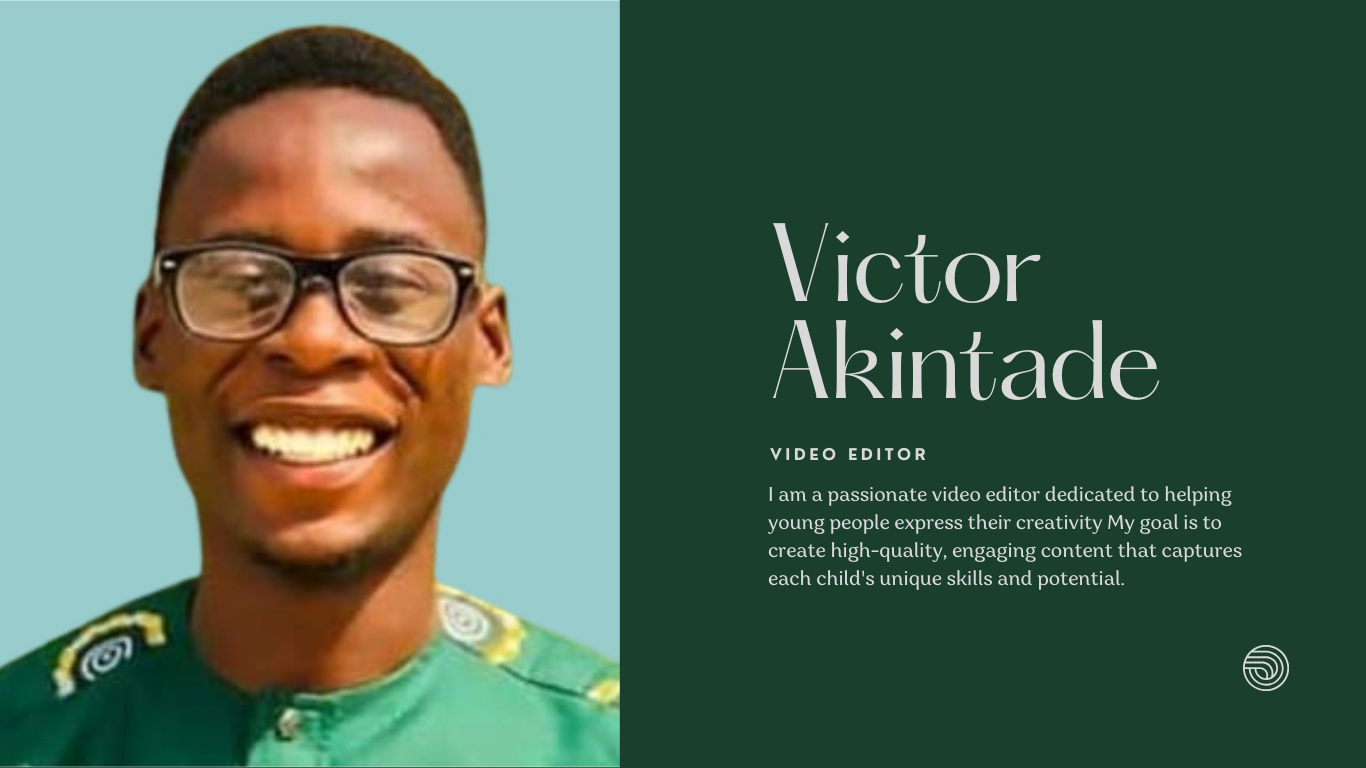 Victor
Akintade
VIDEO EDITOR
I am a passionate video editor dedicated to helping
young people express their creativity My goal is to
create high-quality, engaging content that captures
each child's unique skills and potential.